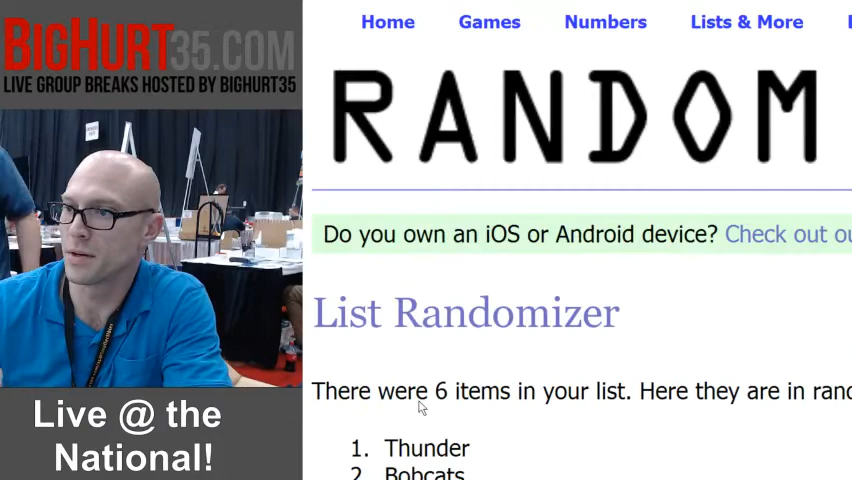 BIGHURT35.COM
LIVE GROUP BREAKS HOSTED BY BIGHURT35
Home Games Numbers Lists & More
RANDOM
Do you own an iOS or Android device? Check out ou
List Randomizer
There were 6 items in your list. Here they are in rand
1. Thunder
2. Bobcats
Live @ the
National!